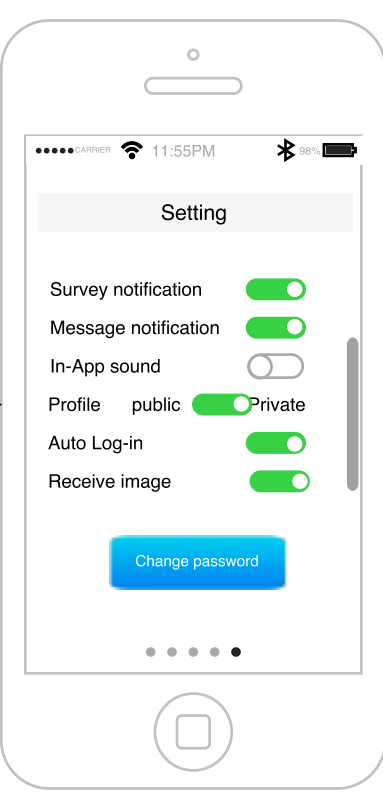 CARRIER 11:55PM 98%
Setting
Survey notification
Message notification
In-App sound
Profile public Private
Auto Log-in
Receive image
Change password